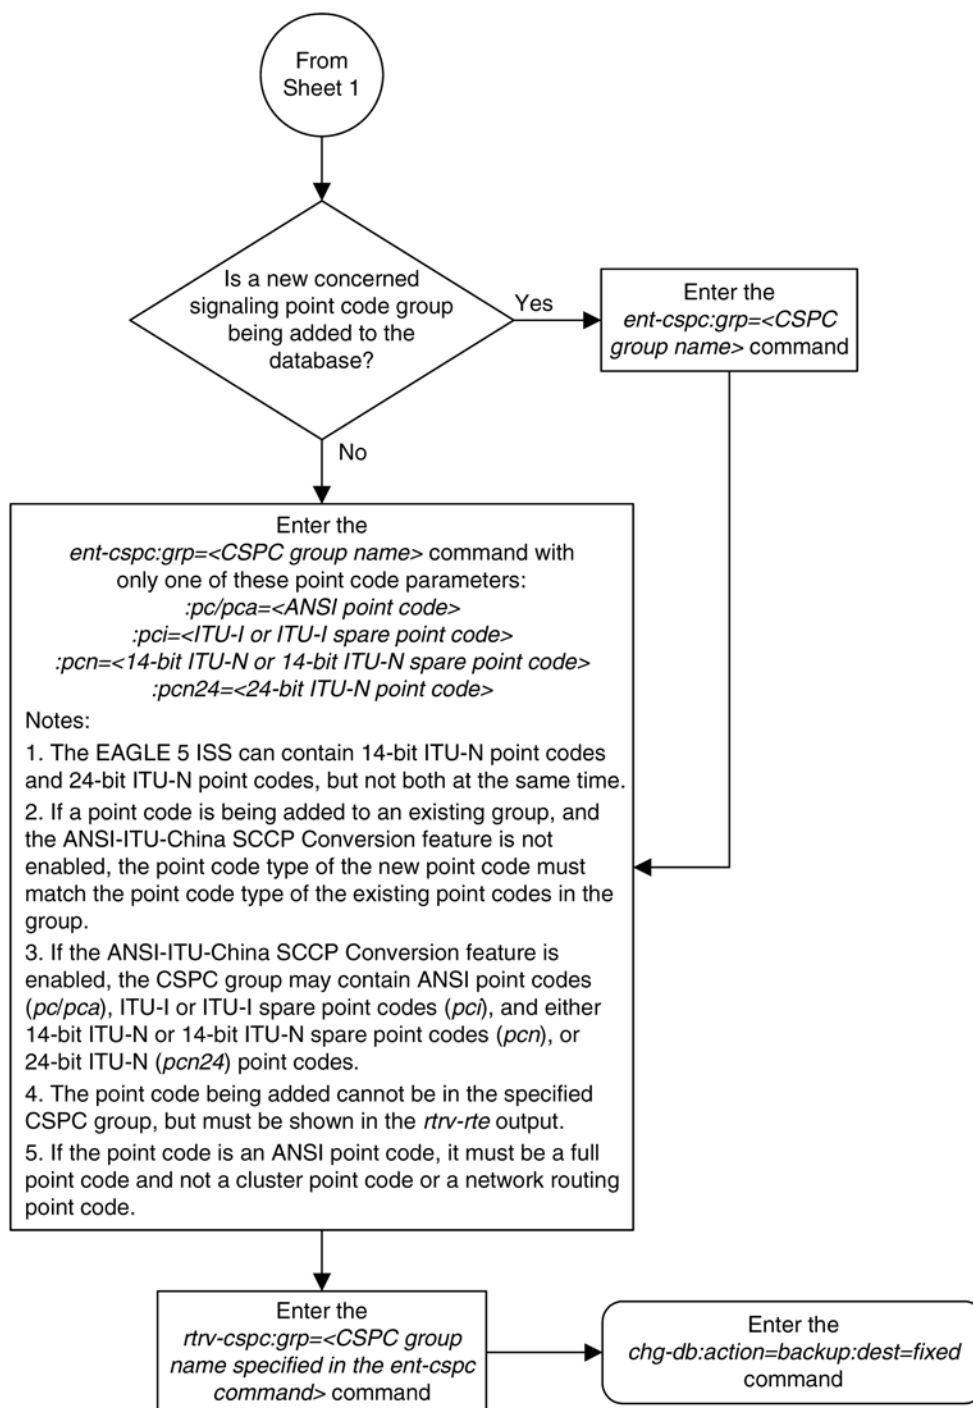 From
Sheet 1
Is a new concerned
signaling point code group
being added to the
database?
Yes
Enter the
ent-cspc:grp=<CSPC
group name> command
No
Enter the
ent-cspc:grp=<CSPC group name> command with
only one of these point code parameters:
:pc/pca=<ANSI point code>
:pci=<ITU-I or ITU-I spare point code>
:pcn=<14-bit ITU-N or 14-bit ITU-N spare point code>
:pcn24=<24-bit ITU-N point code>
Notes:
1. The EAGLE 5 ISS can contain 14-bit ITU-N point codes
and 24-bit ITU-N point codes, but not both at the same time.
2. If a point code is being added to an existing group, and
the ANSI-ITU-China SCCP Conversion feature is not
enabled, the point code type of the new point code must
match the point code type of the existing point codes in the
group.
3. If the ANSI-ITU-China SCCP Conversion feature is
enabled, the CSPC group may contain ANSI point codes
(pc/pca), ITU-I or ITU-I spare point codes (pci), and either
14-bit ITU-N or 14-bit ITU-N spare point codes (pcn), or
24-bit ITU-N (pcn24) point codes.
4. The point code being added cannot be in the specified
CSPC group, but must be shown in the rtrv-rte output.
5. If the point code is an ANSI point code, it must be a full
point code and not a cluster point code or a network routing
point code.
Enter the
rtrv-cspc:grp=<CSPC group
name specified in the ent-cspc
command> command
Enter the
chg-db:action=backup:dest=fixed
command